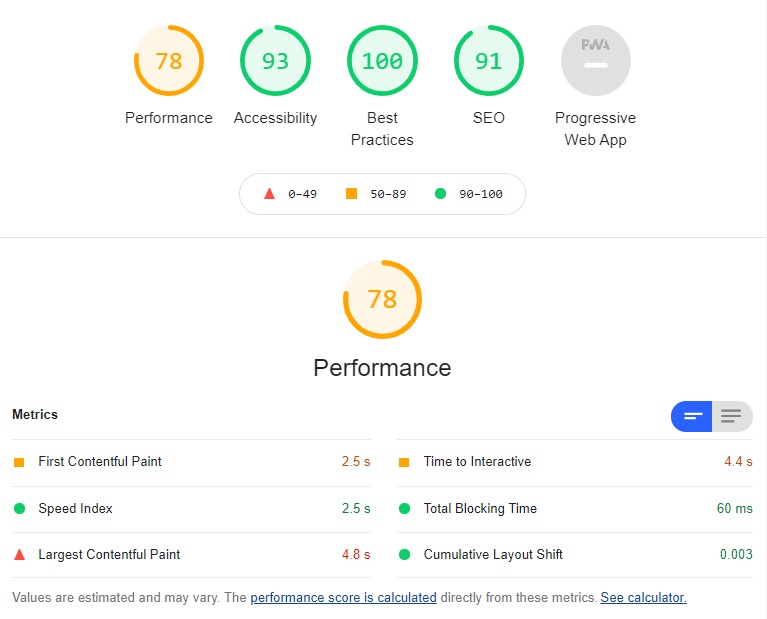 78
93
100
91
PWA
Performance
Accessibility
Best
Practices
SEO
Progressive
Web App
0–49
50–89
90–100
78
Performance
Metrics
First Contentful Paint 2.5 s
Time to Interactive 4.4 s
Speed Index 2.5 s
Total Blocking Time 60 ms
Largest Contentful Paint 4.8 s
Cumulative Layout Shift 0.003
Values are estimated and may vary. The performance score is calculated directly from these metrics. See calculator.